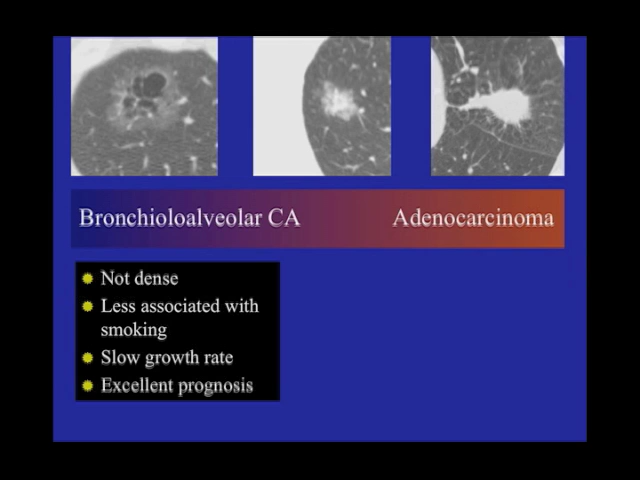 Bronchioloalveolar CA
Adenocarcinoma
Not dense
Less associated with
smoking
Slow growth rate
Excellent prognosis